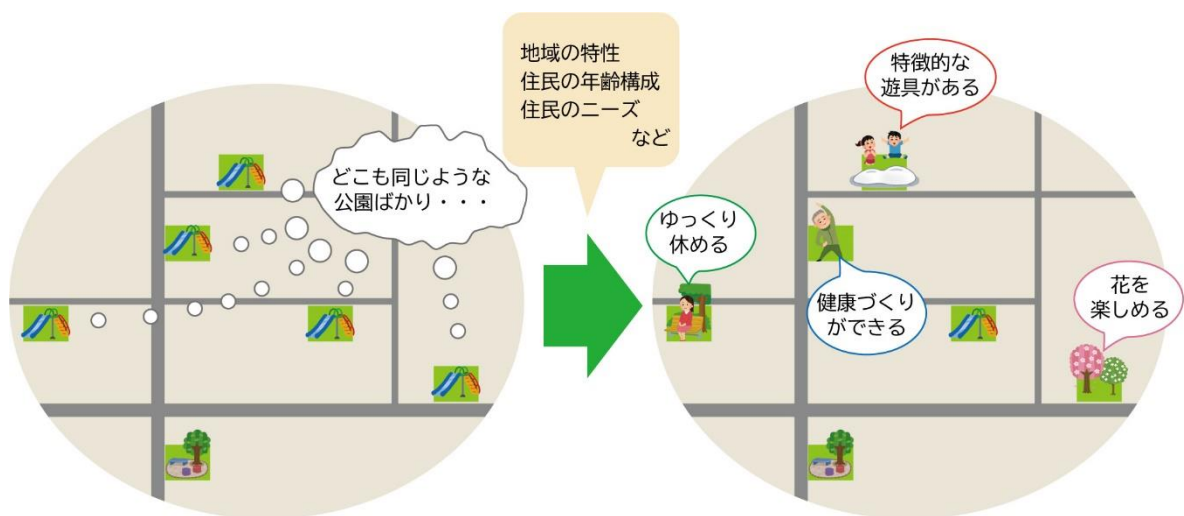 地域の特性
住民の年齢構成
住民のニーズ
など
どこも同じような
公園ばかり・・・
特徴的な
遊具がある
ゆっくり
休める
健康づくり
ができる
花を
楽しめる